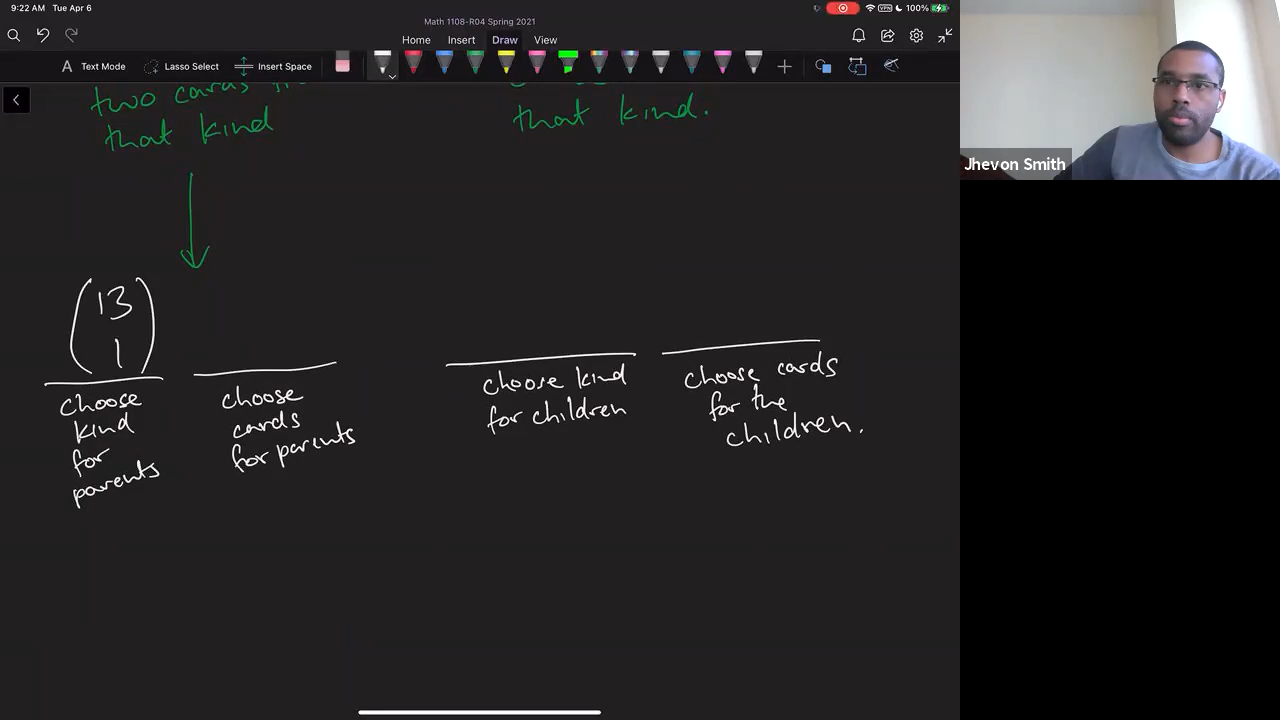 9:22 AM Tue Apr 6
100%
Math 1108-R04 Spring 2021
Home Insert Draw View
Text Mode Lasso Select Insert Space
two cards
that kind
that kind.
13
1
choose
kind
for
parents
choose
cards
for parents
choose kind
for children
choose cards
for the
children.
Jhevon Smith